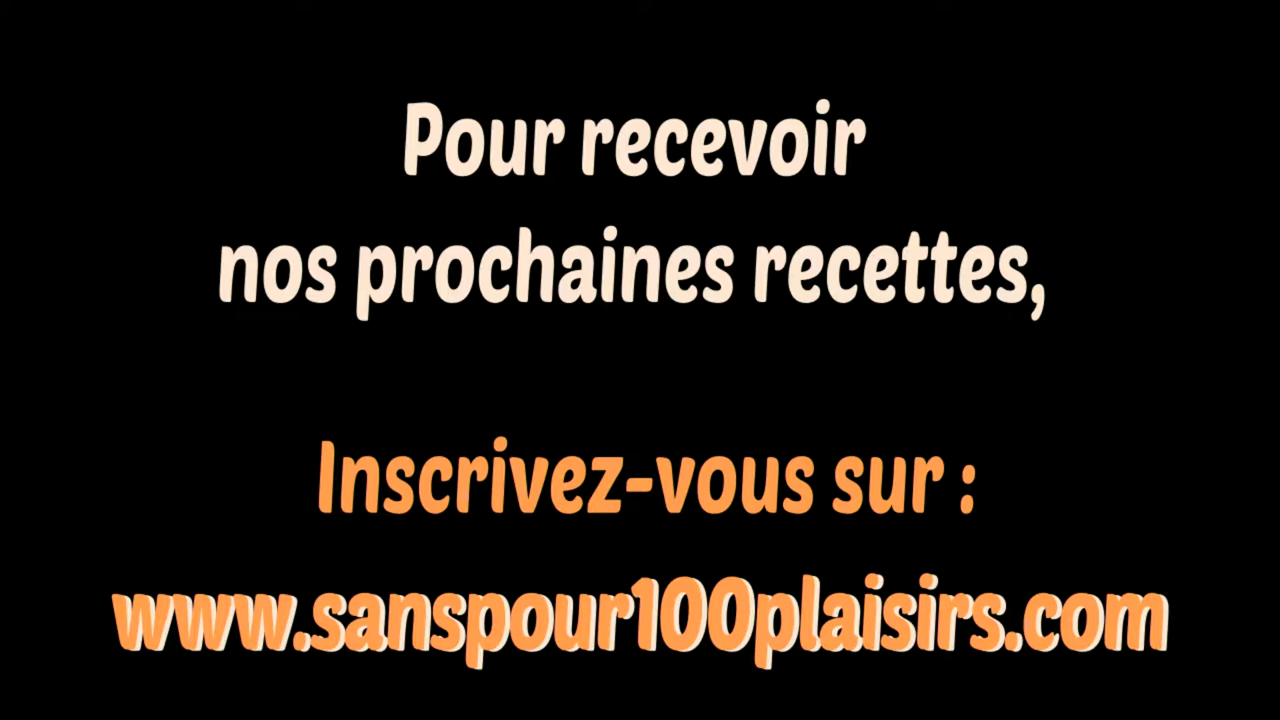 Pour recevoir
nos prochaines recettes,
Inscrivez-vous sur :
www.sanspour100plaisirs.com